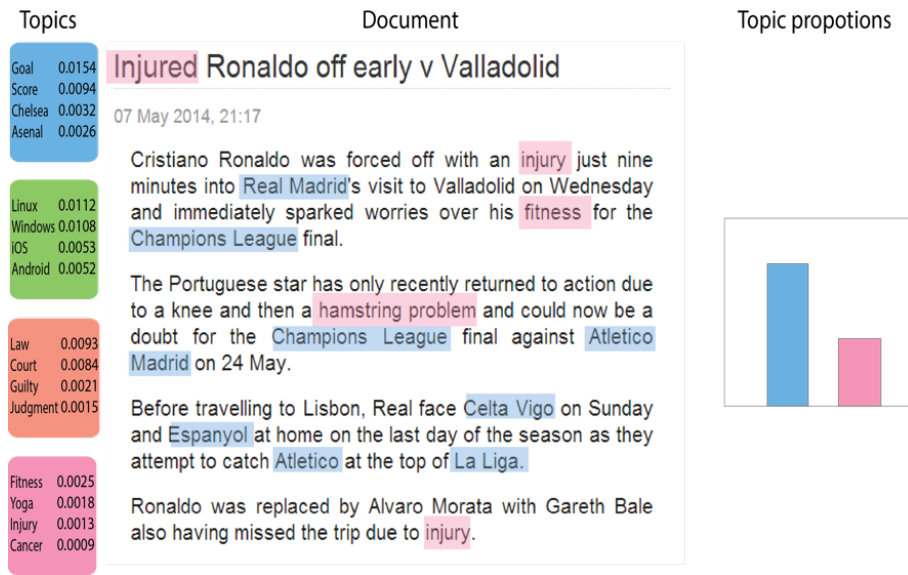 Topics
Document
Topic propotions
Goal 0.0154
Score 0.0094
Chelsea 0.0032
Asenal 0.0026
Linux 0.0112
Windows 0.0108
iOS 0.0053
Android 0.0052
Law 0.0093
Court 0.0084
Guilty 0.0021
Judgment 0.0015
Fitness 0.0025
Yoga 0.0018
Injury 0.0013
Cancer 0.0009
Injured Ronaldo off early v Valladolid
07 May 2014, 21:17
Cristiano Ronaldo was forced off with an injury just nine
minutes into Real Madrid's visit to Valladolid on Wednesday
and immediately sparked worries over his fitness for the
Champions League final.
The Portuguese star has only recently returned to action due
to a knee and then a hamstring problem and could now be a
doubt for the Champions League final against Atletico
Madrid on 24 May.
Before travelling to Lisbon, Real face Celta Vigo on Sunday
and Espanyol at home on the last day of the season as they
attempt to catch Atletico at the top of La Liga.
Ronaldo was replaced by Alvaro Morata with Gareth Bale
also having missed the trip due to injury.